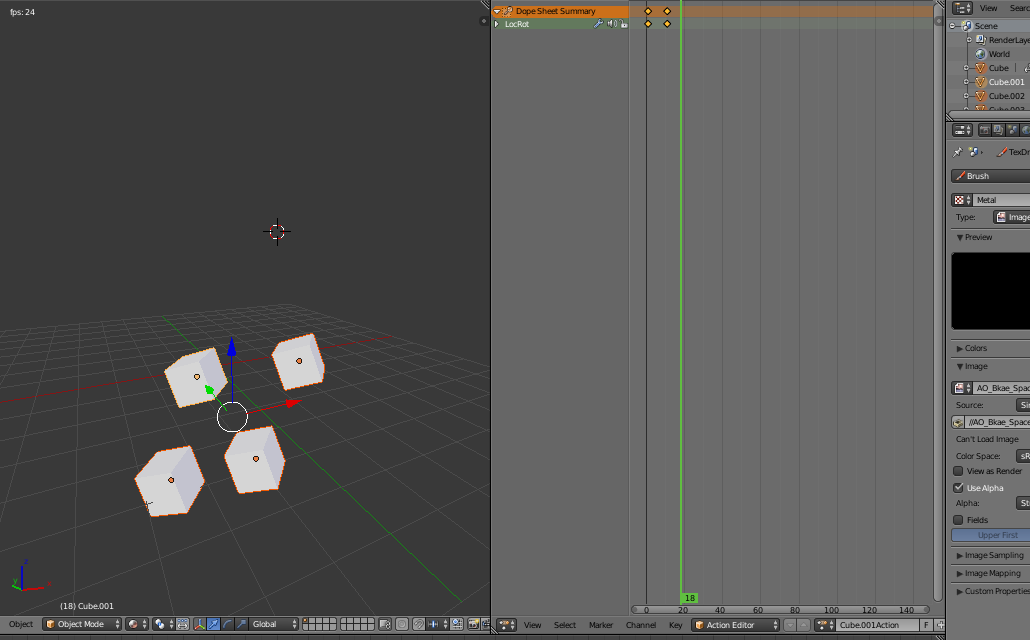 fps: 24
(18) Cube.001
Object
Object Mode
Global
Dope Sheet Summary
LocRot
18
0
20
40
60
80
100
120
140
View
Select
Marker
Channel
Key
Action Editor
Cube.001Action
F
View
Searc
Scene
RenderLaye
World
Cube
Cube.001
Cube.002
TexDr
Brush
Metal
Type:
Image
Preview
Colors
Image
AO_Bkae_Spac
Source:
//AO_Bkae_Space
Can't Load Image
Color Space:
sR
View as Render
Use Alpha
Alpha:
St
Fields
Upper First
Image Sampling
Image Mapping
Custom Properties